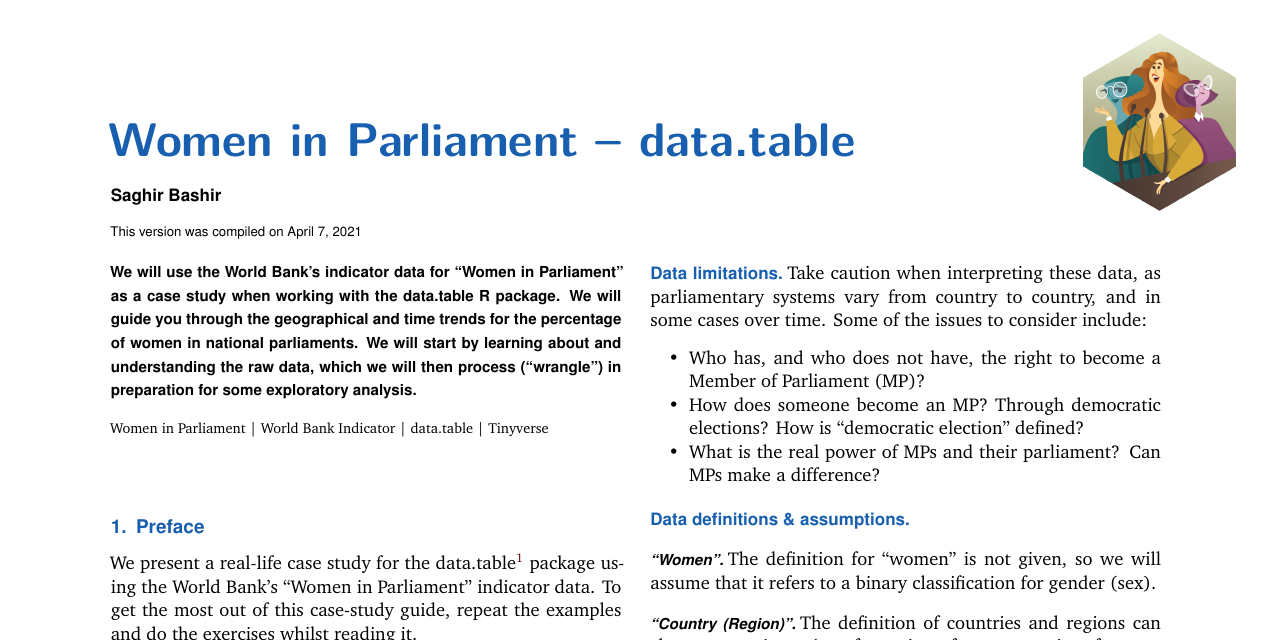 Women in Parliament – data.table
Saghir Bashir
This version was compiled on April 7, 2021
We will use the World Bank’s indicator data for “Women in Parliament”
as a case study when working with the data.table R package. We will
guide you through the geographical and time trends for the percentage
of women in national parliaments. We will start by learning about and
understanding the raw data, which we will then process (“wrangle”) in
preparation for some exploratory analysis.
Women in Parliament | World Bank Indicator | data.table | Tinyverse
1. Preface
We present a real-life case study for the data.table1 package us-
ing the World Bank’s “Women in Parliament” indicator data. To
get the most out of this case-study guide, repeat the examples
and do the exercises whilst reading it.
Data limitations. Take caution when interpreting these data, as
parliamentary systems vary from country to country, and in
some cases over time. Some of the issues to consider include:
• Who has, and who does not have, the right to become a
Member of Parliament (MP)?
• How does someone become an MP? Through democratic
elections? How is “democratic election” defined?
• What is the real power of MPs and their parliament? Can
MPs make a difference?
Data definitions & assumptions.
“Women”. The definition for “women” is not given, so we will
assume that it refers to a binary classification for gender (sex).
“Country (Region)”. The definition of countries and regions can